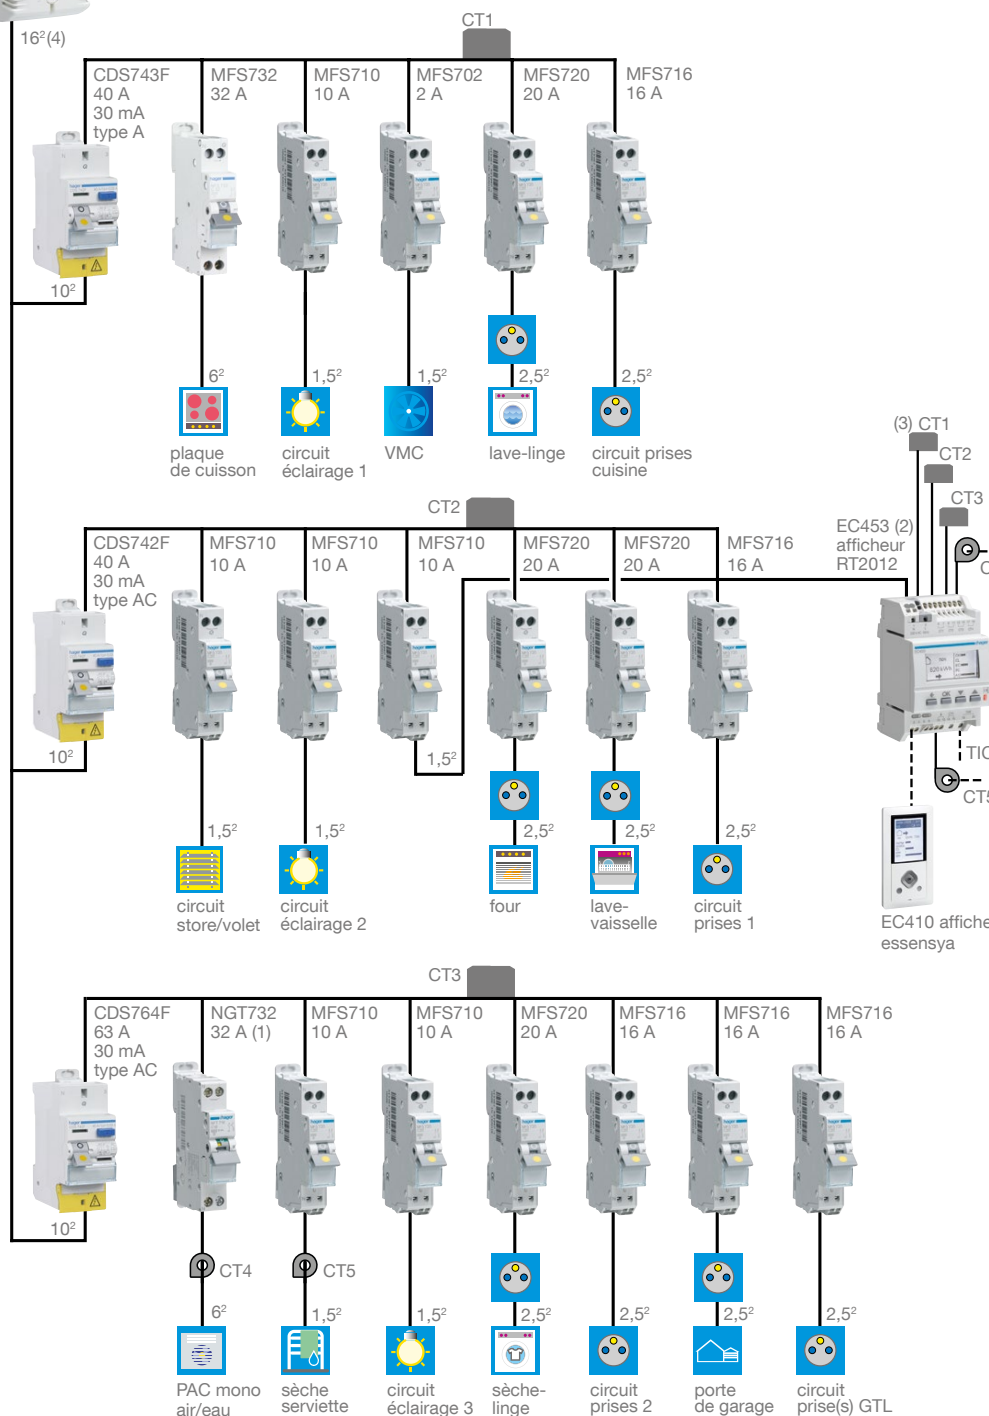 16²(4)
CT1
CDS743F
40 A
30 mA
type A
MFS732
32 A
MFS710
10 A
MFS702
2 A
MFS720
20 A
MFS716
16 A
10²
6²
1,5²
1,5²
2,5²
2,5²
plaque
de cuisson
circuit
éclairage 1
VMC
lave-linge
circuit prises
cuisine
(3) CT1
CT2
CT3
EC453 (2)
afficheur
RT2012
C
TIC
CT5
EC410 affiche
essensya
CT2
CDS742F
40 A
30 mA
type AC
MFS710
10 A
MFS710
10 A
MFS710
10 A
MFS720
20 A
MFS720
20 A
MFS716
16 A
10²
1,5²
1,5²
1,5²
2,5²
2,5²
2,5²
circuit
store/volet
circuit
éclairage 2
four
lave-
vaisselle
circuit
prises 1
CT3
CDS764F
63 A
30 mA
type AC
NGT732
32 A (1)
MFS710
10 A
MFS710
10 A
MFS720
20 A
MFS716
16 A
MFS716
16 A
MFS716
16 A
10²
CT4
CT5
6²
1,5²
1,5²
2,5²
2,5²
2,5²
2,5²
PAC mono
air/eau
sèche
serviette
circuit
éclairage 3
sèche-
linge
circuit
prises 2
porte
de garage
circuit
prise(s) GTL